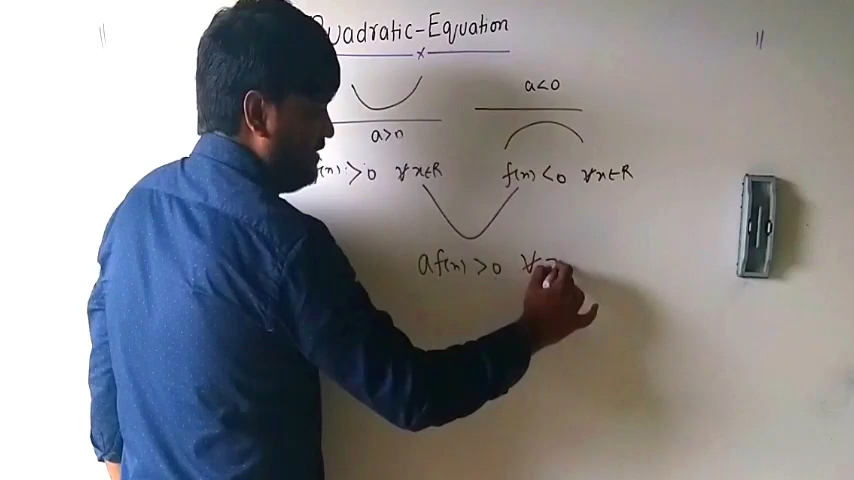 Quadratic-Equation
a<0
a>0
f(x)>0 ∀x∈R
f(x)<0 ∀x∈R
af(x)>0 ∀